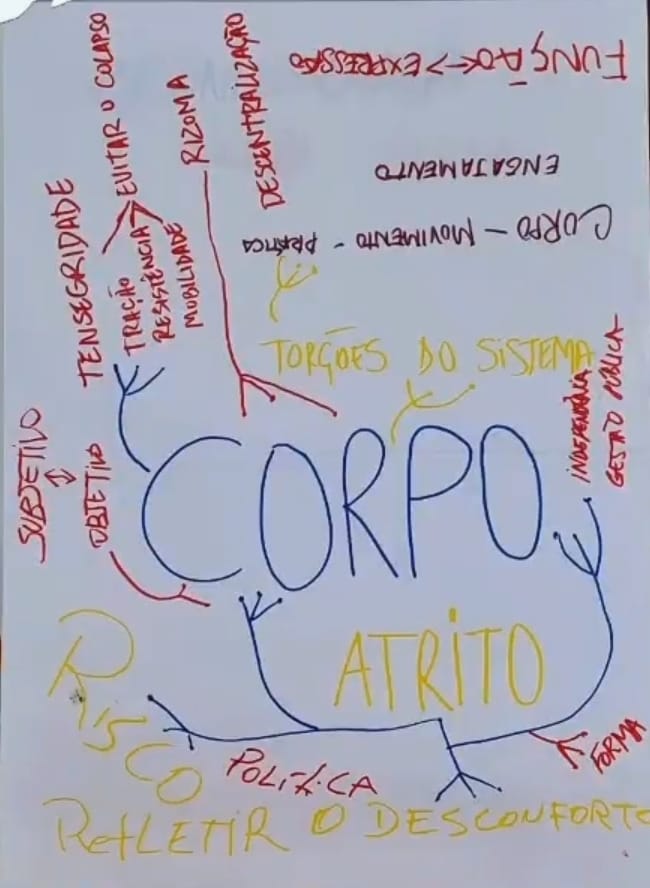 FUNÇÃO <-> EXPRESSÃO
ENGAJAMENTO
CORPO - MOVIMENTO - PRÁTICA
TENSEGRIDADE
TRAÇÃO
RESISTÊNCIA
MOBILIDADE
EVITAR O COLAPSO
RIZOMA
DESCENTRALIZAÇÃO
TORÇÕES DO SISTEMA
GESTÃO PÚBLICA
SUBJETIVO
OBJETIVO
CORPO
ATRITO
RISCO
POLÍTICA
FORMA
REFLETIR O DESCONFORTO